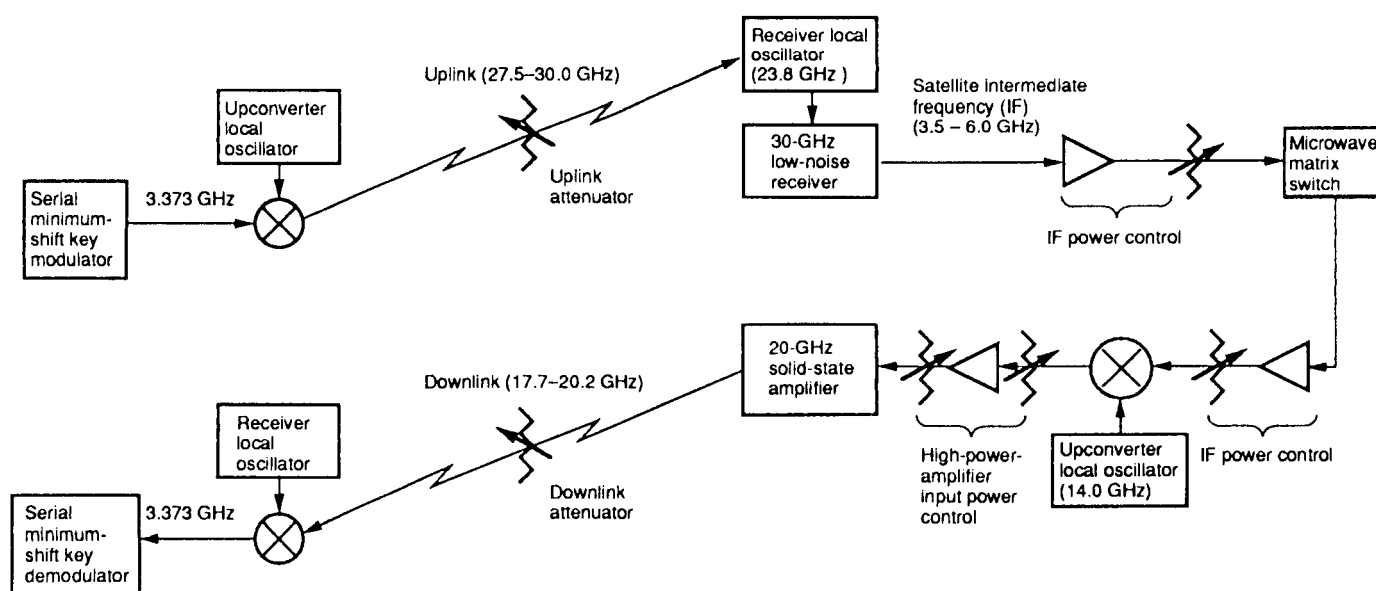 Uplink (27.5–30.0 GHz)
Receiver local
oscillator
(23.8 GHz )
Satellite intermediate
frequency (IF)
(3.5 – 6.0 GHz)
Upconverter
local
oscillator
30-GHz
low-noise
receiver
Microwave
matrix
switch
Uplink
attenuator
Serial
minimum-
shift key
modulator
3.373 GHz
IF power control
20-GHz
solid-state
amplifier
Downlink (17.7–20.2 GHz)
Receiver
local
oscillator
High-power-
amplifier
input power
control
Upconverter
local oscillator
(14.0 GHz)
IF power control
Downlink
attenuator
Serial
minimum-
shift key
demodulator
3.373 GHz